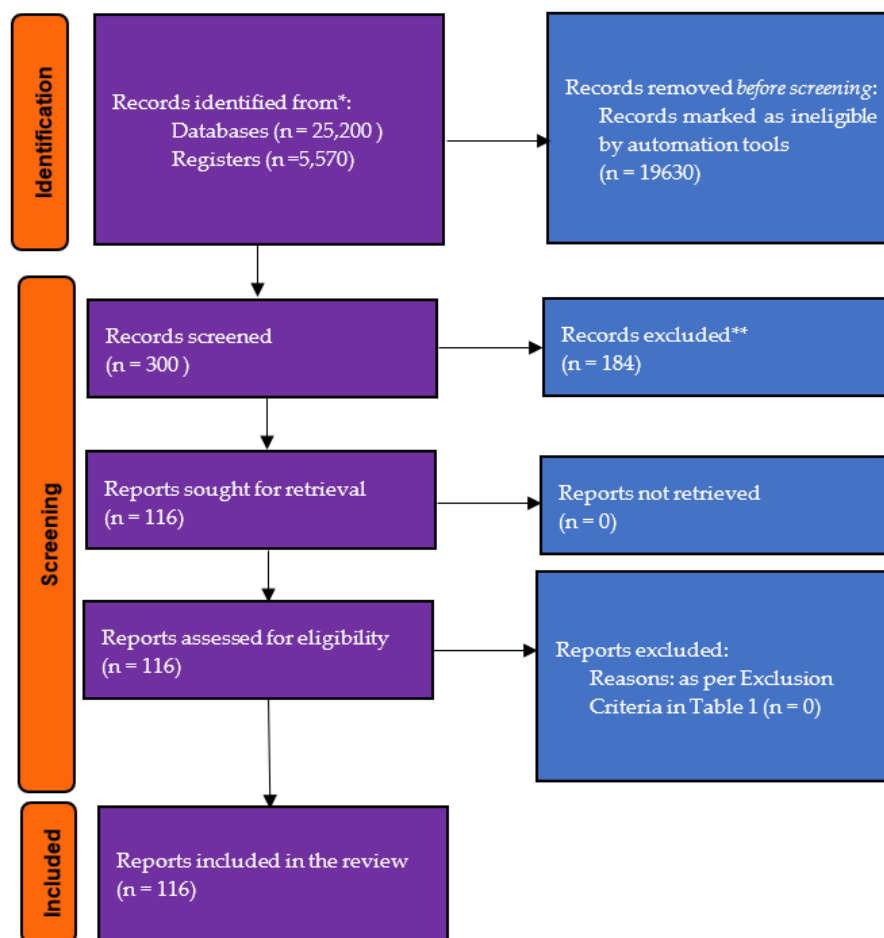 Identification
Records identified from*:
Databases (n = 25,200 )
Registers (n =5,570)
Records removed before screening:
Records marked as ineligible
by automation tools
(n = 19630)
Screening
Records screened
(n = 300 )
Records excluded**
(n = 184)
Reports sought for retrieval
(n = 116)
Reports not retrieved
(n = 0)
Reports assessed for eligibility
(n = 116)
Reports excluded:
Reasons: as per Exclusion
Criteria in Table 1 (n = 0)
Included
Reports included in the review
(n = 116)